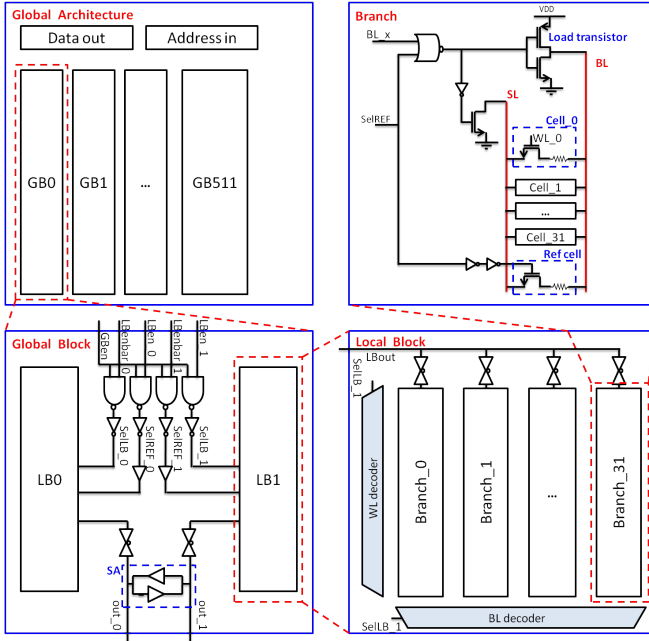 Global Architecture
Data out
Address in
GB0
GB1
...
GB511
Branch
VDD
Load transistor
BL_x
BL
SL
SelREF
Cell_0
WL_0
Cell_1
...
Cell_31
Ref cell
Global Block
GBen
LBenbar_0
LBen_0
LBenbar_1
LBen_1
SelLB_0
SelREF_0
SelREF_1
SelLB_1
LB0
LB1
SA
out_0
out_1
Local Block
LBout
SelLB_1
WL decoder
Branch_0
Branch_1
...
Branch_31
BL decoder
SelLB_1